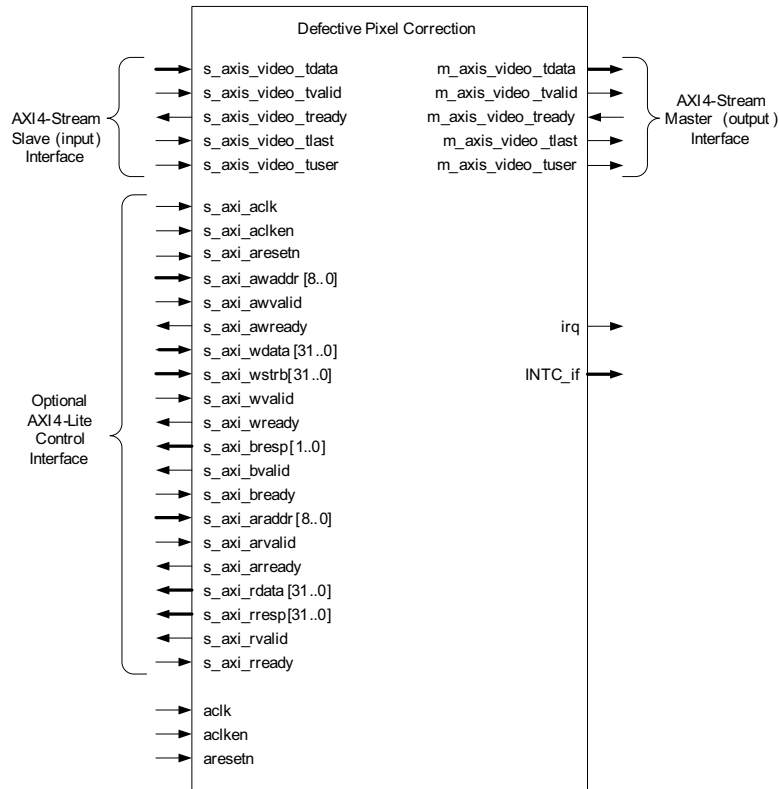 Defective Pixel Correction
AXI4-Stream
Slave (input)
Interface
s_axis_video_tdata
s_axis_video_tvalid
s_axis_video_tready
s_axis_video_tlast
s_axis_video_tuser
m_axis_video_tdata
m_axis_video_tvalid
m_axis_video_tready
m_axis_video_tlast
m_axis_video_tuser
AXI4-Stream
Master (output)
Interface
Optional
AXI4-Lite
Control
Interface
s_axi_aclk
s_axi_aclken
s_axi_aresetn
s_axi_awaddr [8..0]
s_axi_awvalid
s_axi_awready
s_axi_wdata [31..0]
s_axi_wstrb[31..0]
s_axi_wvalid
s_axi_wready
s_axi_bresp[1..0]
s_axi_bvalid
s_axi_bready
s_axi_araddr[8..0]
s_axi_arvalid
s_axi_arready
s_axi_rdata [31..0]
s_axi_rresp[31..0]
s_axi_rvalid
s_axi_rready
irq
INTC_if
aclk
aclken
aresetn